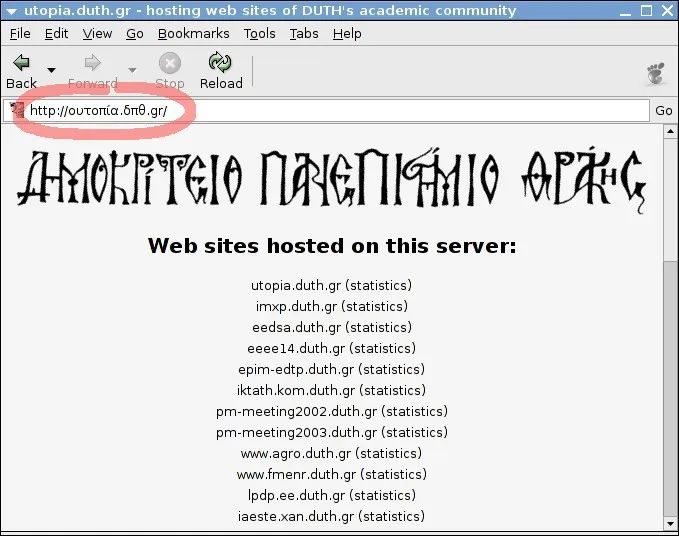 utopia.duth.gr - hosting web sites of DUTH's academic community
File Edit View Go Bookmarks Tools Tabs Help
Back Forward Stop Reload
http://ουτοπία.δπθ.gr/ Go
ΔΗΜΟΚΡΙΤΕΙΟ ΠΑΝΕΠΙΣΤΗΜΙΟ ΘΡΑΚΗΣ
Web sites hosted on this server:
utopia.duth.gr (statistics)
imxp.duth.gr (statistics)
eedsa.duth.gr (statistics)
eeee14.duth.gr (statistics)
epim-edtp.duth.gr (statistics)
iktath.kom.duth.gr (statistics)
pm-meeting2002.duth.gr (statistics)
pm-meeting2003.duth.gr (statistics)
www.agro.duth.gr (statistics)
www.fmenr.duth.gr (statistics)
lpdp.ee.duth.gr (statistics)
iaeste.xan.duth.gr (statistics)